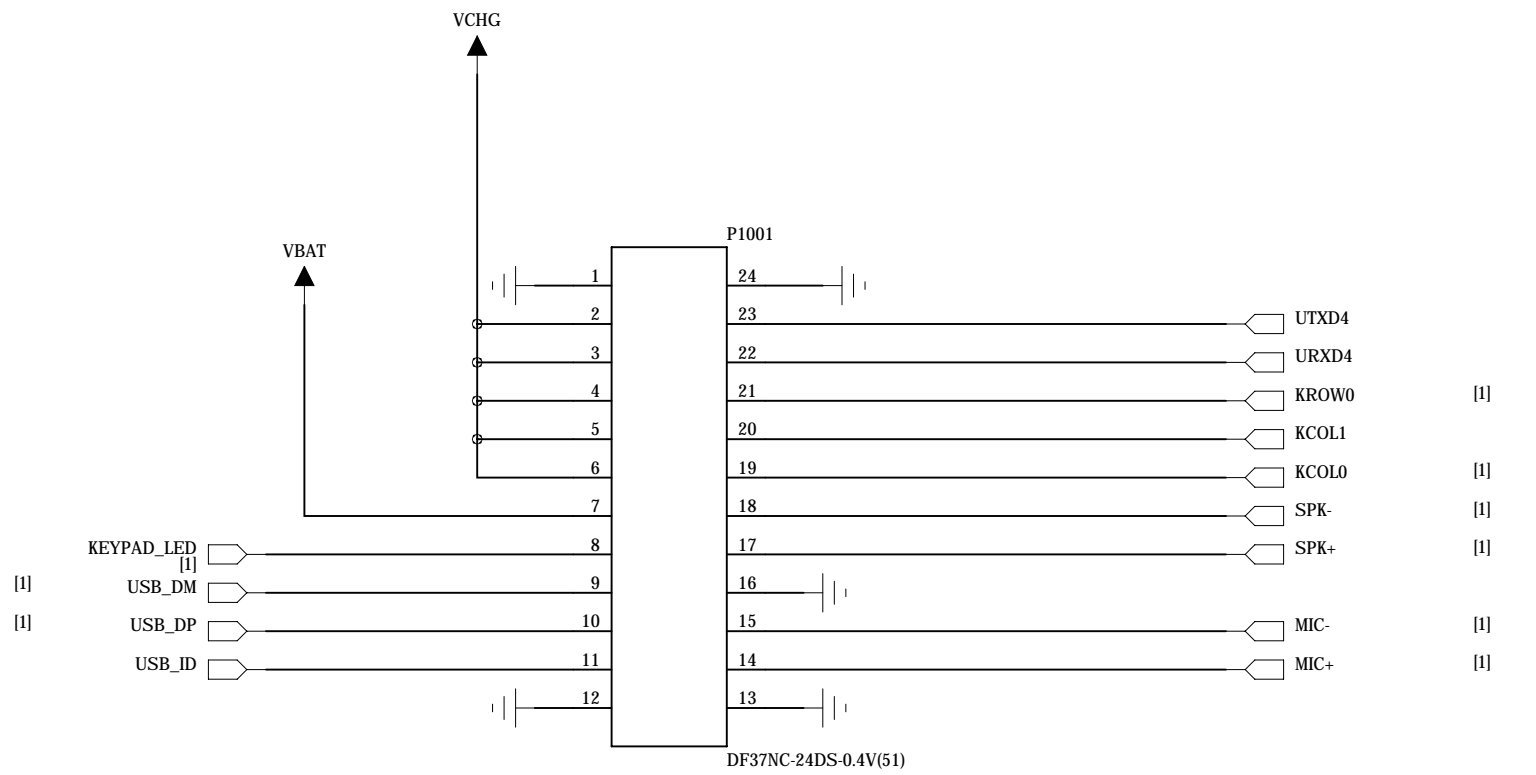 VCHG
P1001
VBAT
1 24
2 23 UTXD4
3 22 URXD4
4 21 KROW0 [1]
5 20 KCOL1
6 19 KCOL0 [1]
7 18 SPK- [1]
KEYPAD_LED 8 17 SPK+ [1]
[1]
[1] USB_DM 9 16
[1] USB_DP 10 15 MIC- [1]
USB_ID 11 14 MIC+ [1]
12 13
DF37NC-24DS-0.4V(51)